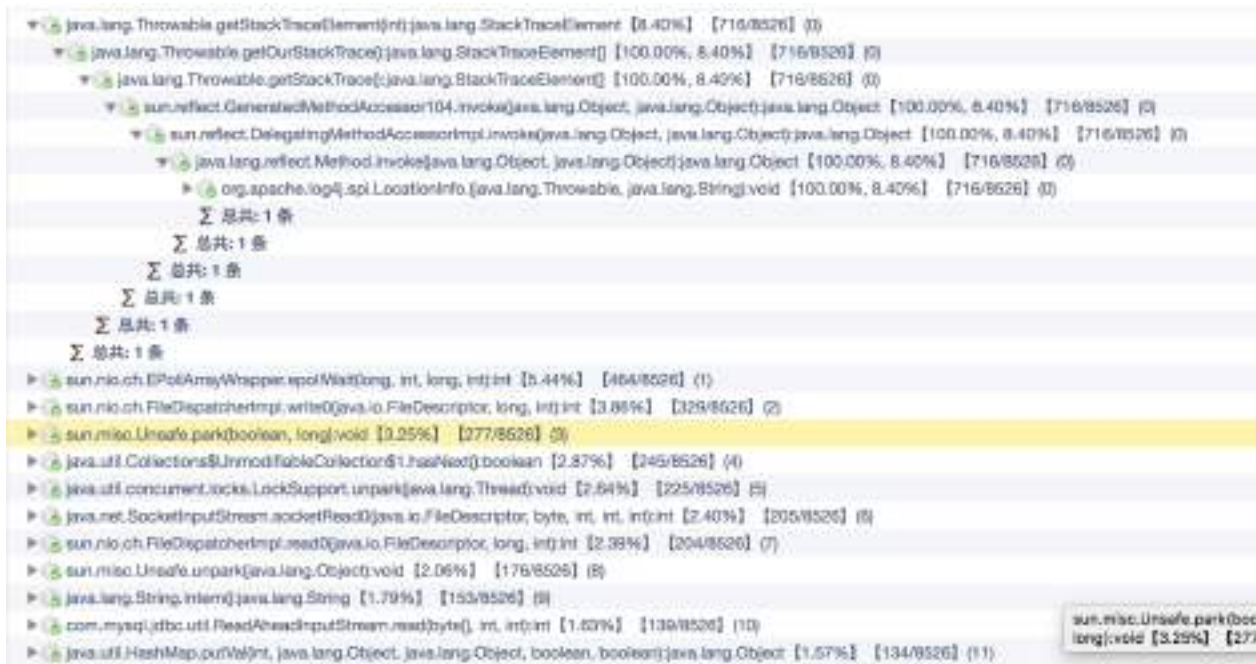 java.lang.Throwable.getStackTraceElement(int):java.lang.StackTraceElement【8.40%】【716/8526】(0)
java.lang.Throwable.getOurStackTrace():java.lang.StackTraceElement[]【100.00%, 8.40%】【716/8526】(0)
java.lang.Throwable.getStackTrace():java.lang.StackTraceElement[]【100.00%, 8.40%】【716/8526】(0)
sun.reflect.GeneratedMethodAccessor104.invoke(java.lang.Object, java.lang.Object):java.lang.Object【100.00%, 8.40%】【716/8526】(0)
sun.reflect.DelegatingMethodAccessorImpl.invoke(java.lang.Object, java.lang.Object):java.lang.Object【100.00%, 8.40%】【716/8526】(0)
java.lang.reflect.Method.invoke(java.lang.Object, java.lang.Object):java.lang.Object【100.00%, 8.40%】【716/8526】(0)
org.apache.log4j.spi.LocationInfo.(java.lang.Throwable, java.lang.String):void【100.00%, 8.40%】【716/8526】(0)
∑ 总共: 1 条
∑ 总共: 1 条
∑ 总共: 1 条
∑ 总共: 1 条
∑ 总共: 1 条
∑ 总共: 1 条
sun.nio.ch.EPollArrayWrapper.epollWait(long, int, long, int):int【5.44%】【464/8526】(1)
sun.nio.ch.FileDispatcherImpl.write0(java.io.FileDescriptor, long, int):int【3.86%】【329/8526】(2)
sun.misc.Unsafe.park(boolean, long):void【3.25%】【277/8526】(3)
java.util.Collections$UnmodifiableCollection$1.hasNext():boolean【2.87%】【245/8526】(4)
java.util.concurrent.locks.LockSupport.unpark(java.lang.Thread):void【2.64%】【225/8526】(5)
java.net.SocketInputStream.socketRead0(java.io.FileDescriptor, byte, int, int, int):int【2.40%】【205/8526】(6)
sun.nio.ch.FileDispatcherImpl.read0(java.io.FileDescriptor, long, int):int【2.39%】【204/8526】(7)
sun.misc.Unsafe.unpark(java.lang.Object):void【2.06%】【176/8526】(8)
java.lang.String.intern():java.lang.String【1.79%】【153/8526】(9)
com.mysql.jdbc.util.ReadAheadInputStream.read(byte[], int, int):int【1.63%】【139/8526】(10)
java.util.HashMap.putVal(int, java.lang.Object, java.lang.Object, boolean, boolean):java.lang.Object【1.57%】【134/8526】(11)
sun.misc.Unsafe.park(boo
long):void【3.25%】【277